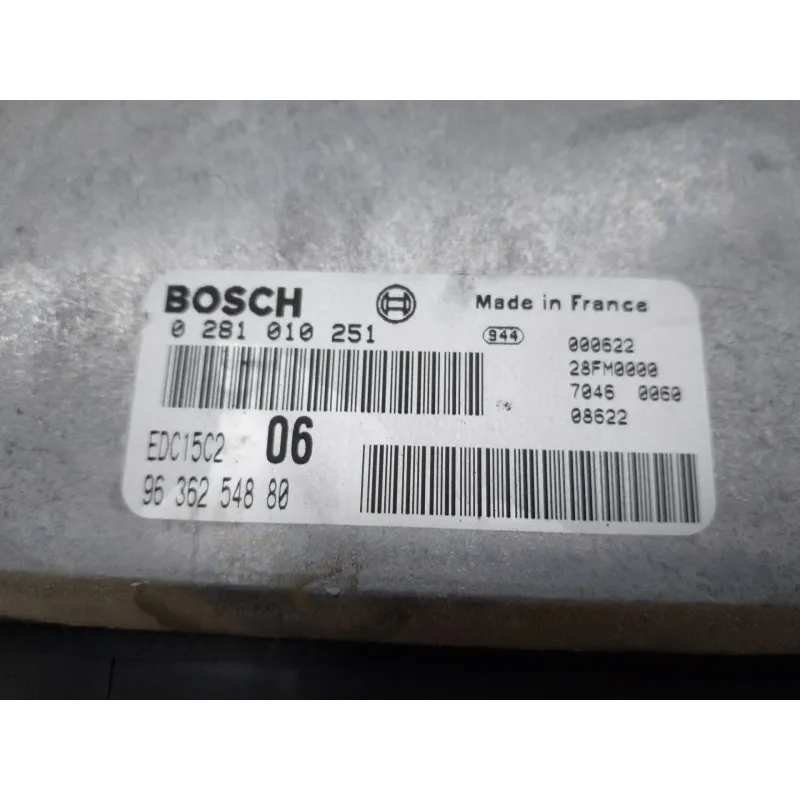 BOSCH Made in France
0 281 010 251 944 000622
28FM0000
7046 0060
08622
EDC15C2 06
96 362 548 80